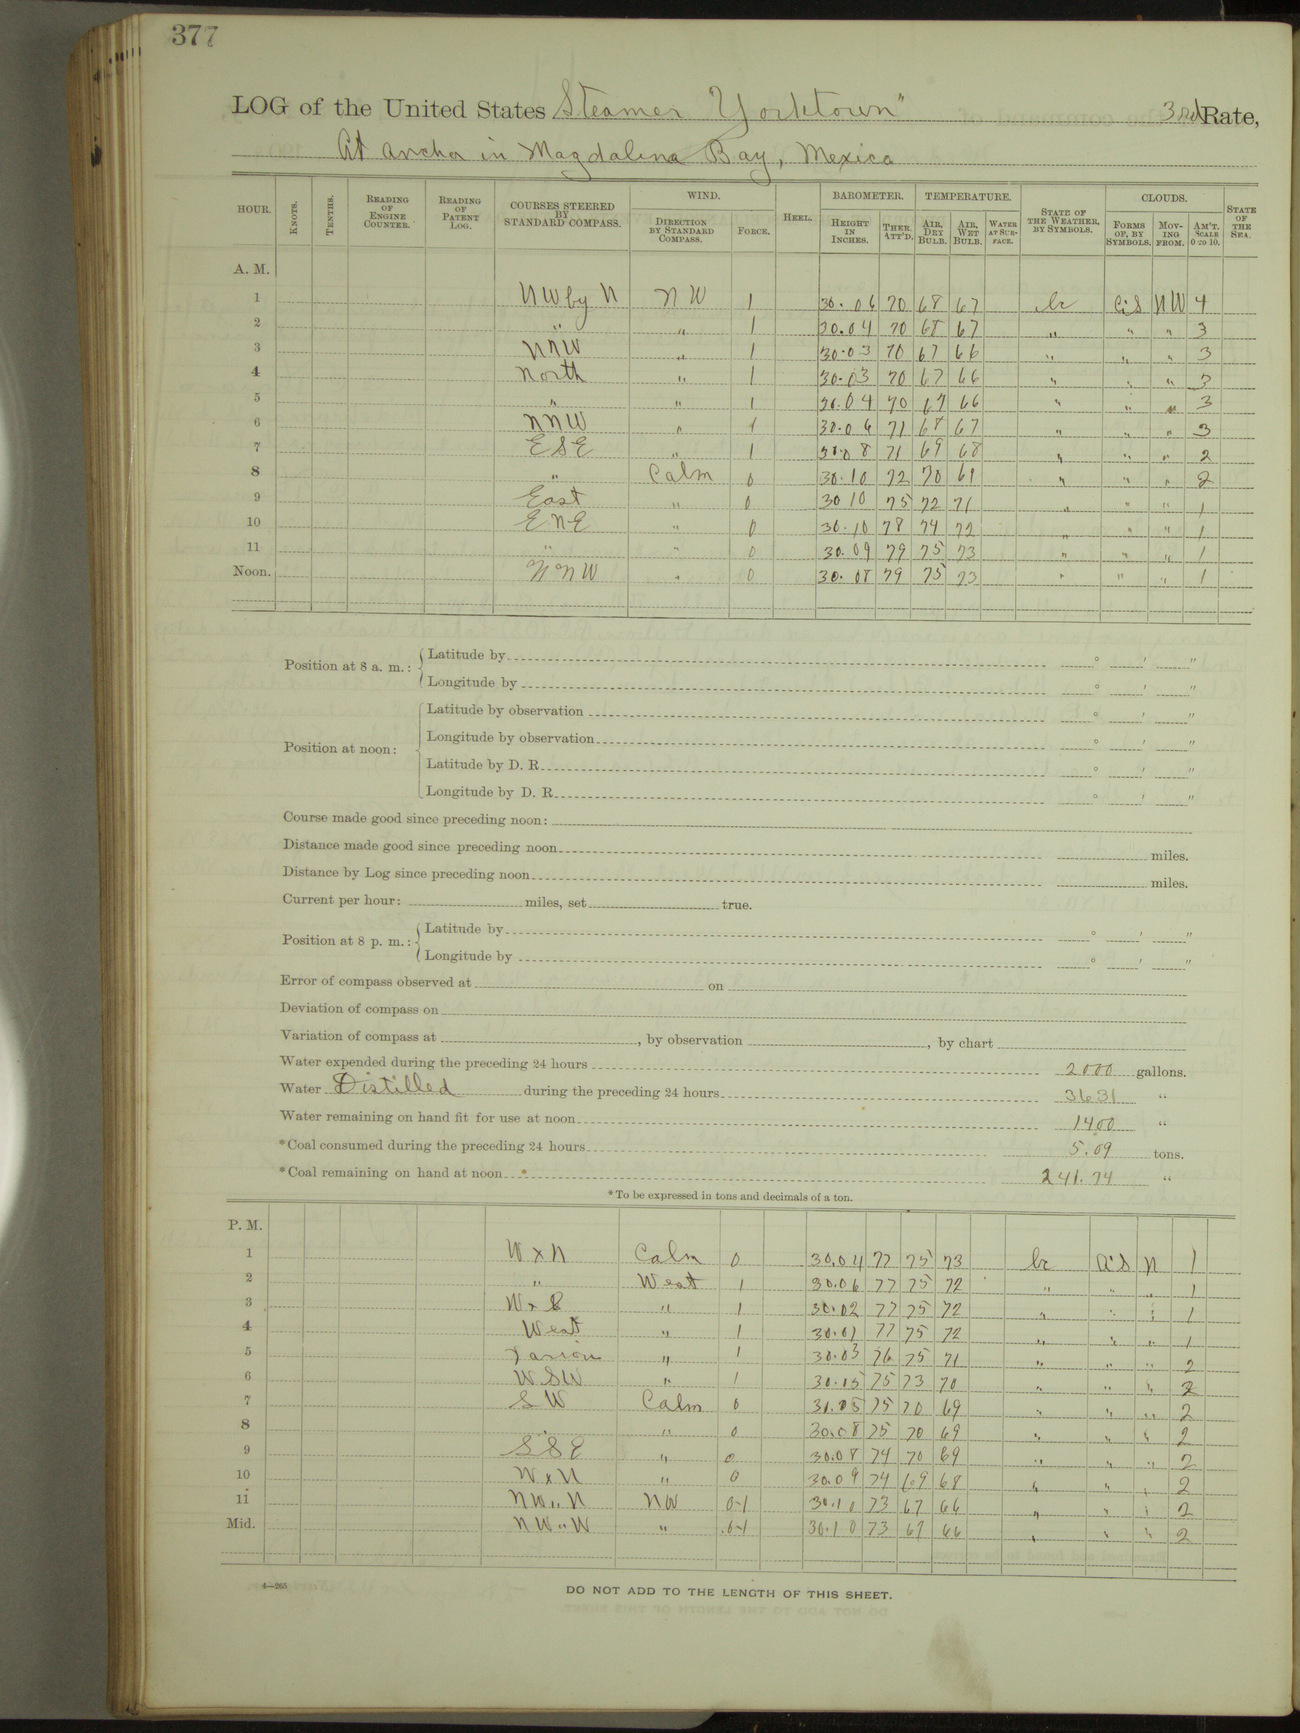 377
LOG of the United States Steamer "Yorktown" 3rd Rate,
At anchor in Magdalena Bay, Mexico
HOUR. KNOTS. TENTHS. READING OF ENGINE COUNTER. READING OF PATENT LOG. COURSES STEERED BY STANDARD COMPASS. WIND. DIRECTION BY STANDARD COMPASS. FORCE. HEEL. BAROMETER. HEIGHT IN INCHES. THER. ATT'D. TEMPERATURE. AIR, DRY BULB. AIR, WET BULB. WATER AT SURFACE. STATE OF THE WEATHER, BY SYMBOLS. CLOUDS. FORMS OF, BY SYMBOLS. MOVING FROM. AM'T. SCALE 0 TO 10. STATE OF THE SEA.
A. M.
1 NW by N NW 1 30.06 70 68 67 bc Ci S NW 4
2 " " 1 30.04 70 68 67 " " " 3
3 NNW " 1 30.03 70 67 66 " " " 3
4 North " 1 30.03 70 67 66 " " " 3
5 " " 1 30.04 70 67 66 " " " 3
6 NNW " 1 30.06 71 68 67 " " " 3
7 ESE " 1 30.08 71 69 68 " " " 2
8 " Calm 0 30.10 72 70 69 " " " 2
9 East " 0 30 10 75 72 71 " " " 1
10 ENE " 0 30.10 78 74 72 " " " 1
11 " " 0 30.09 79 75 73 " " " 1
Noon. NNW " 0 30.08 79 75 73 " " " 1
Position at 8 a. m.: Latitude by ° ' "
Longitude by ° ' "
Position at noon: Latitude by observation ° ' "
Longitude by observation ° ' "
Latitude by D. R. ° ' "
Longitude by D. R. ° ' "
Course made good since preceding noon:
Distance made good since preceding noon miles.
Distance by Log since preceding noon miles.
Current per hour: miles, set true.
Position at 8 p. m.: Latitude by ° ' "
Longitude by ° ' "
Error of compass observed at on
Deviation of compass on
Variation of compass at , by observation , by chart
Water expended during the preceding 24 hours 2000 gallons.
Water Distilled during the preceding 24 hours 3631 "
Water remaining on hand fit for use at noon 1400 "
*Coal consumed during the preceding 24 hours 5.09 tons.
*Coal remaining on hand at noon 241.74 "
*To be expressed in tons and decimals of a ton.
P. M.
1 W x N Calm 0 30.04 77 75 73 bc A.S N 1
2 " West 1 30.06 77 75 72 " " " 1
3 W x S " 1 30.02 77 75 72 " " " 1
4 West " 1 30.01 77 75 72 " " " 1
5 " 1 30.03 76 75 71 " " " 2
6 WSW " 1 30.05 75 73 70 " " " 2
7 SW Calm 0 30.05 75 70 69 " " " 2
8 " " 0 30.08 75 70 69 " " " 2
9 SSE " 0 30.08 74 70 69 " " " 2
10 W x N " 0 30.09 74 69 68 " " " 2
11 NW " N NW 0-1 30.10 73 67 66 " " " 2
Mid. NW " W " 0-1 30.10 73 67 66 " " " 2
4—265
DO NOT ADD TO THE LENGTH OF THIS SHEET.